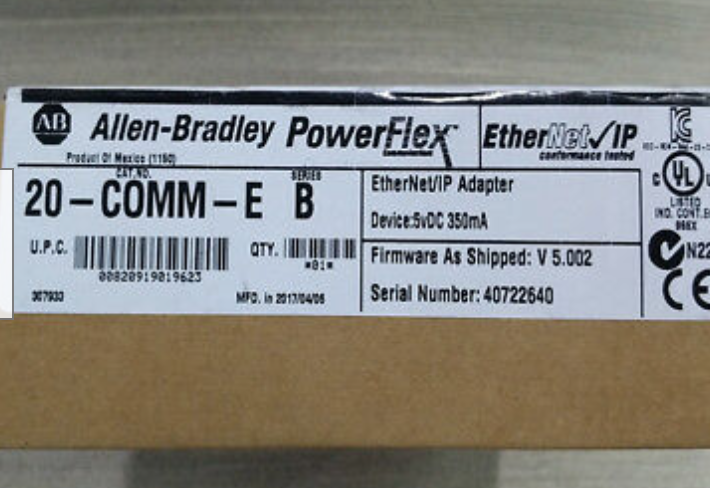 AB Allen-Bradley PowerFlex EtherNet/IP
conformance tested
Product Of Mexico (1150)
CAT.NO. SERIES
20-COMM-E B
U.P.C. QTY.
00820919019623
*01*
MFD. in 2017/04/06
EtherNet/IP Adapter
Device:5vDC 350mA
Firmware As Shipped: V 5.002
Serial Number: 40722640
C UL U
LISTED
IND. CONT.E
966X
N22
CE